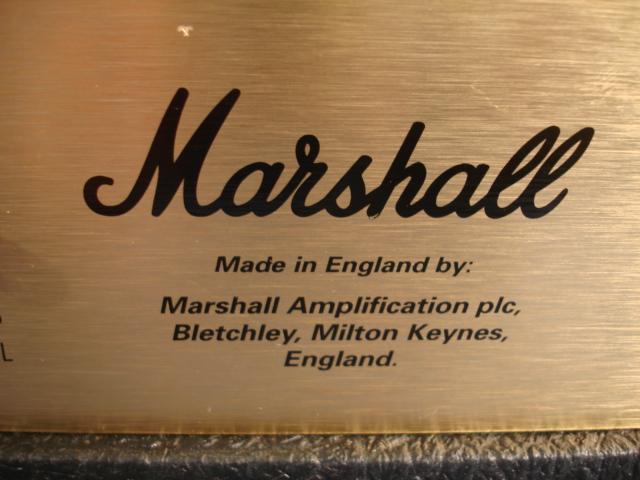 Marshall
Made in England by:
Marshall Amplification plc,
Bletchley, Milton Keynes,
England.
L